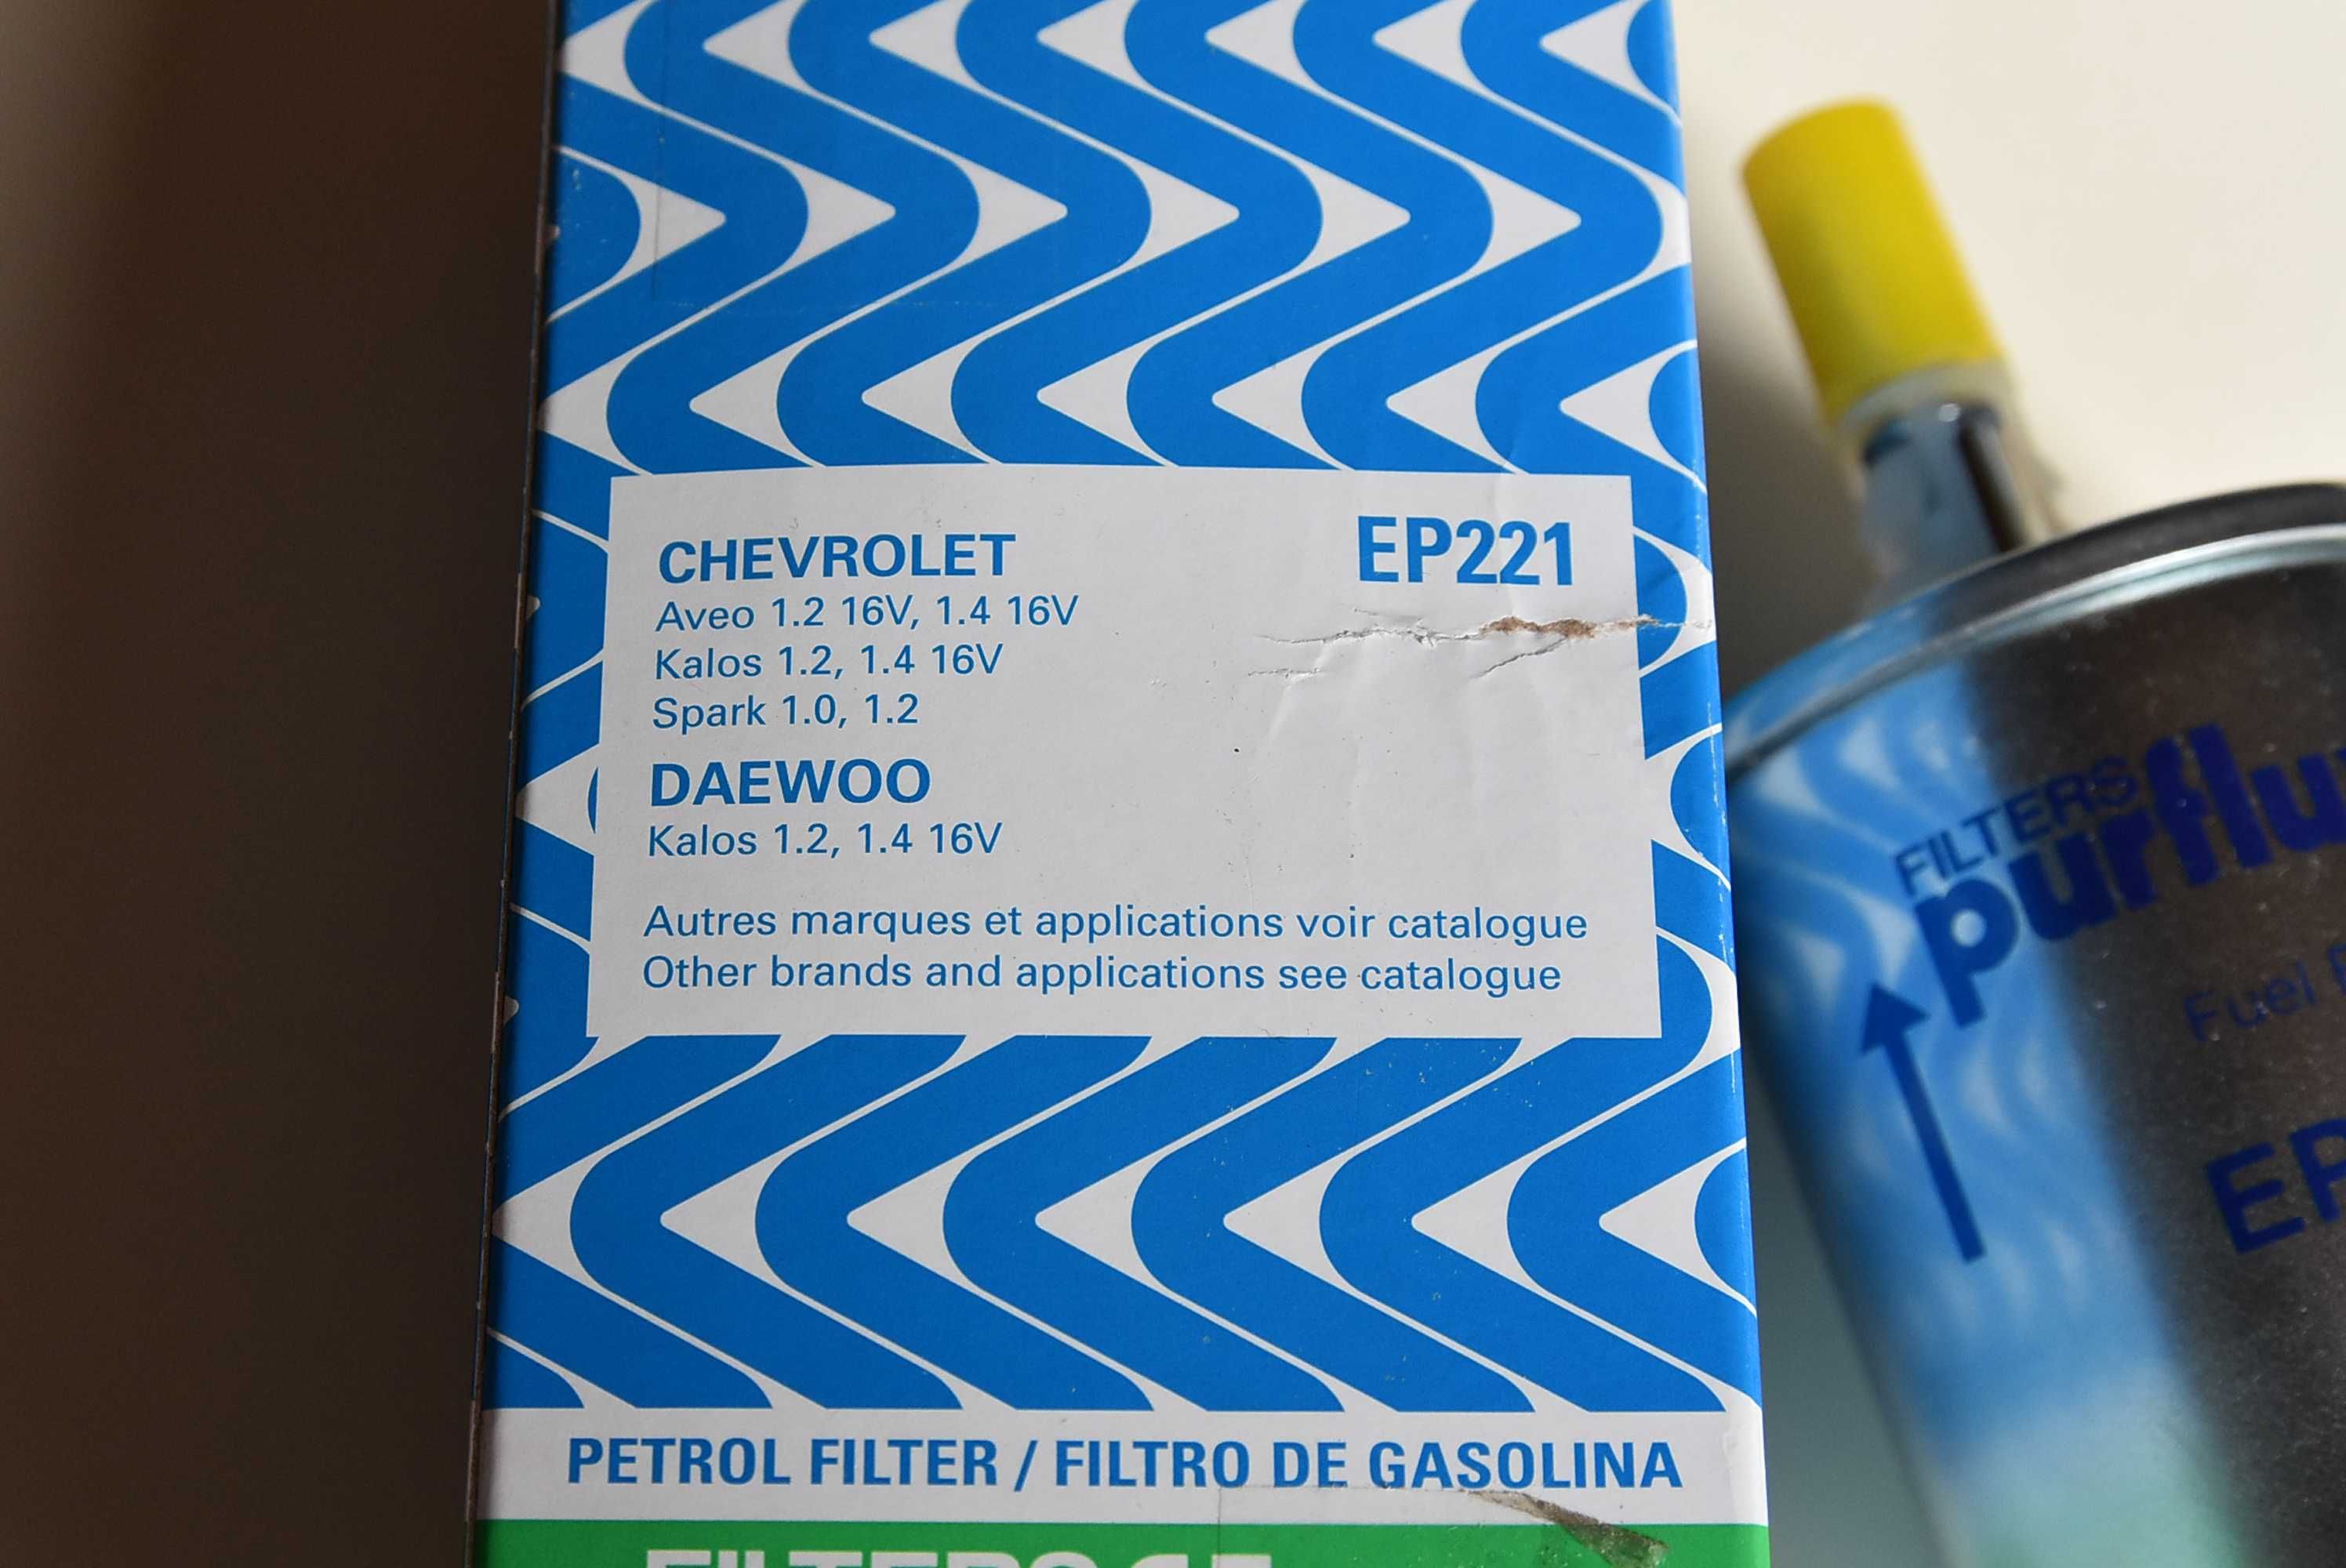 CHEVROLET
EP221
Aveo 1.2 16V, 1.4 16V
Kalos 1.2, 1.4 16V
Spark 1.0, 1.2
DAEWOO
Kalos 1.2, 1.4 16V
Autres marques et applications voir catalogue
Other brands and applications see catalogue
PETROL FILTER / FILTRO DE GASOLINA
FILTERS
purflu
Fuel
EP